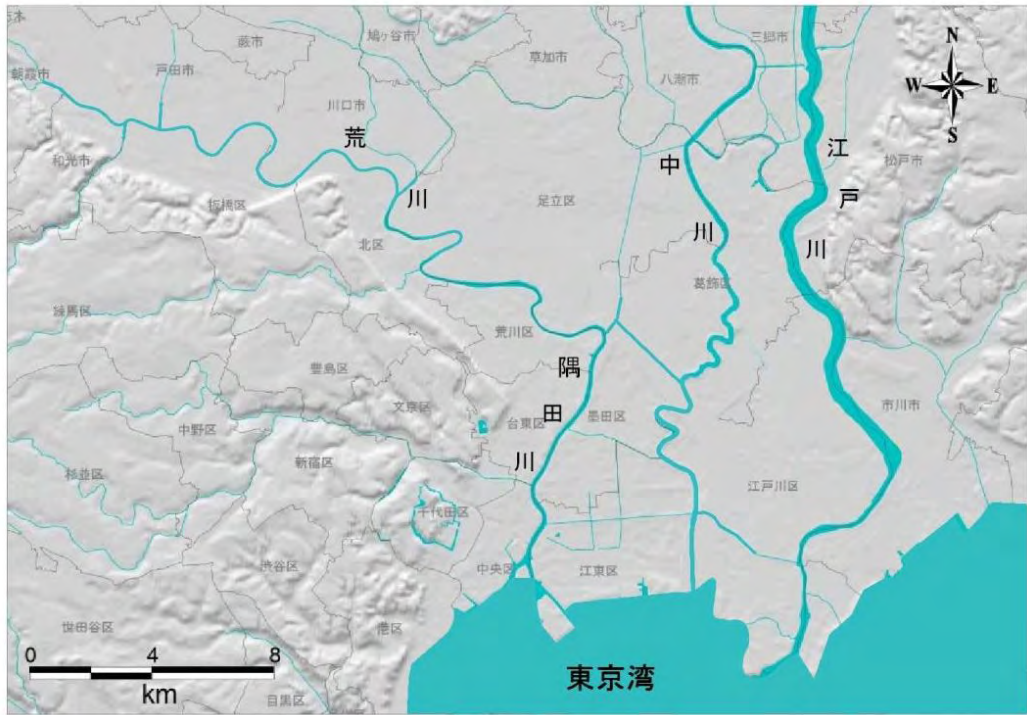 蕨市
鳩ヶ谷市
草加市
三郷市
八潮市
戸田市
朝霞市
川口市
和光市
松戸市
荒川
中川
江戸川
足立区
板橋区
北区
葛飾区
練馬区
荒川区
豊島区
隅田川
文京区
台東区
墨田区
市川市
中野区
新宿区
杉並区
江戸川区
千代田区
渋谷区
中央区
江東区
世田谷区
港区
目黒区
東京湾
N
W
E
S
0 4 8
km